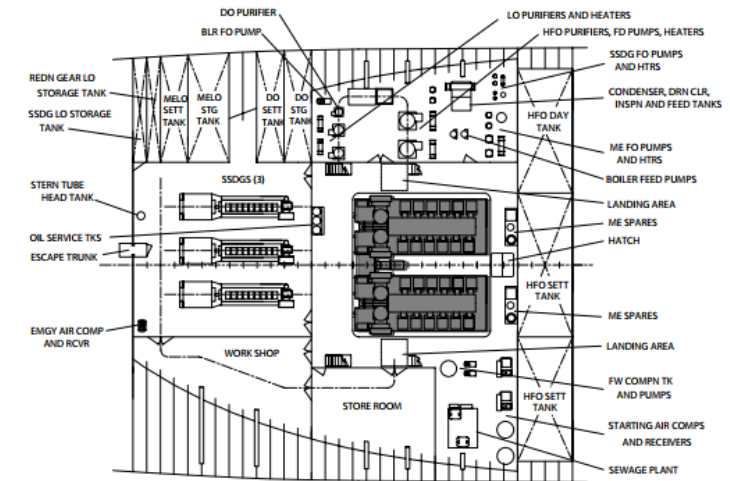 DO PURIFIER
BLR FO PUMP
LO PURIFIERS AND HEATERS
HFO PURIFIERS, FD PUMPS, HEATERS
REDN GEAR LO
STORAGE TANK
SSDG LO STORAGE
TANK
MELO
SETT
TANK
MELO
STG
TANK
DO
SETT
TANK
DO
STG
TANK
SSDG FO PUMPS
AND HTRS
CONDENSER, DRN CLR,
INSPN AND FEED TANKS
HFO DAY
TANK
ME FO PUMPS
AND HTRS
BOILER FEED PUMPS
SSDGS (3)
STERN TUBE
HEAD TANK
LANDING AREA
ME SPARES
HATCH
OIL SERVICE TKS
ESCAPE TRUNK
HFO SETT
TANK
ME SPARES
EMGY AIR COMP
AND RCVR
WORK SHOP
LANDING AREA
FW COMPN TK
AND PUMPS
STORE ROOM
HFO SETT
TANK
STARTING AIR COMPS
AND RECEIVERS
SEWAGE PLANT